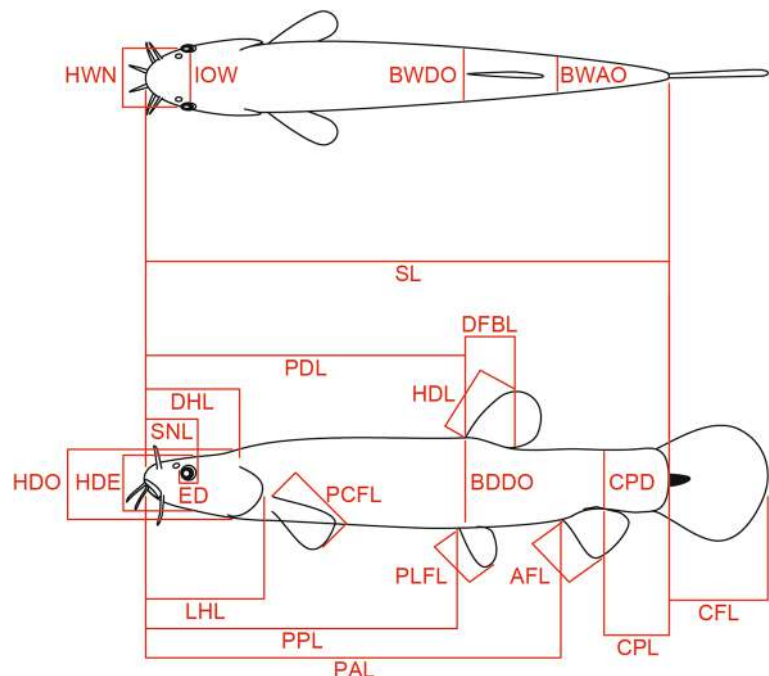 HWN IOW BWDO BWAO
SL
DFBL
PDL
HDL
DHL
SNL
HDO HDE ED PCFL BDDO CPD
PLFL AFL
LHL CFL
PPL CPL
PAL